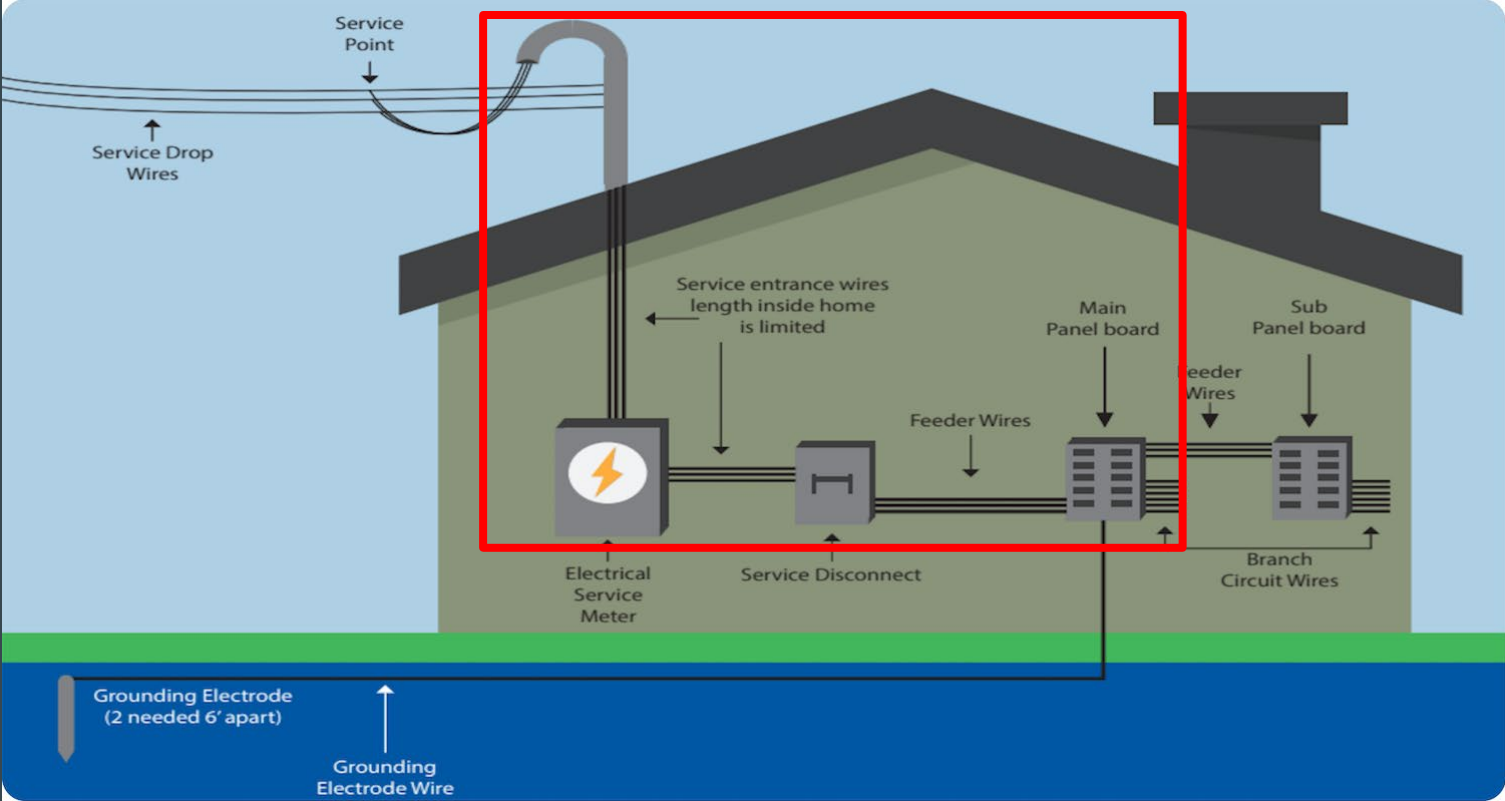 Service
Point
Service Drop
Wires
Service entrance wires
length inside home
is limited
Main
Panel board
Sub
Panel board
Feeder
Wires
Feeder Wires
Electrical
Service
Meter
Service Disconnect
Branch
Circuit Wires
Grounding Electrode
(2 needed 6' apart)
Grounding
Electrode Wire